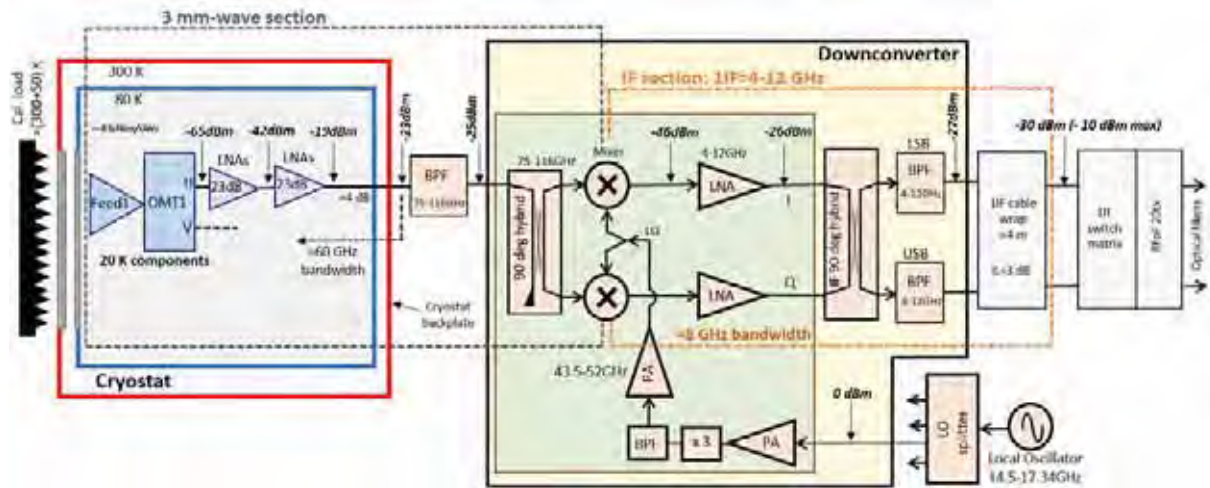 3 mm-wave section
Downconverter
300 K
80 K
Cal. load
≈(300+50) K
IF section: 1IF=4-12 GHz
-65dBm
-42dBm
-19dBm
-23dBm
-25dBm
-46dBm
-26dBm
-27dBm
-30 dBm (- 10 dBm max)
LNAs
LNAs
75-116GHz
Mixer
4-12GHz
LSB
BPF
BPF
75-116GHz
23dB
23dB
≈4 dB
LNA
I
Feed1
OMT1
H
V
20 K components
≈60 GHz
bandwidth
90 deg hybrid
LO
IF 90 deg hybrid
IF cable
wrap
≈4 m
IL≈3 dB
IF
switch
matrix
Optical fibers
USB
BPF
LNA
Q
Cryostat
backplate
≈8 GHz bandwidth
Cryostat
43.5-52GHz
PA
0 dBm
BPF
x 3
PA
LO
splitter
Local Oscillator
14.5-17.34GHz